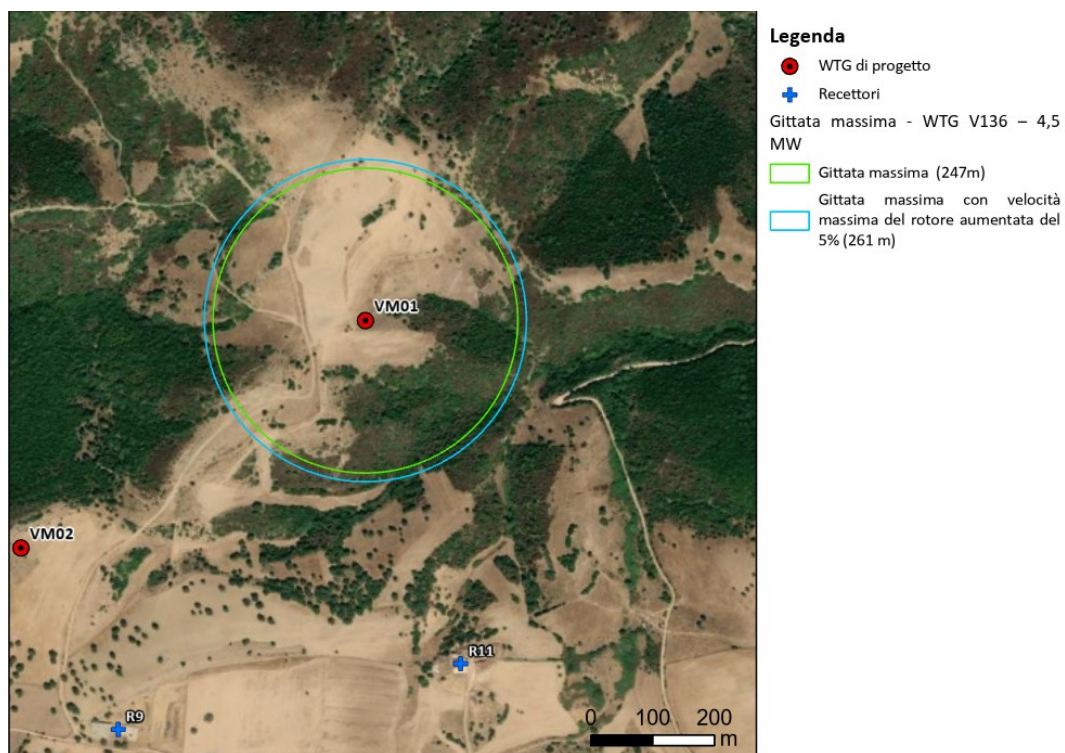 Legenda
WTG di progetto
Recettori
Gittata massima - WTG V136 – 4,5
MW
Gittata massima (247m)
Gittata massima con velocità
massima del rotore aumentata del
5% (261 m)
VM01
VM02
R11
R9
0 100 200
m